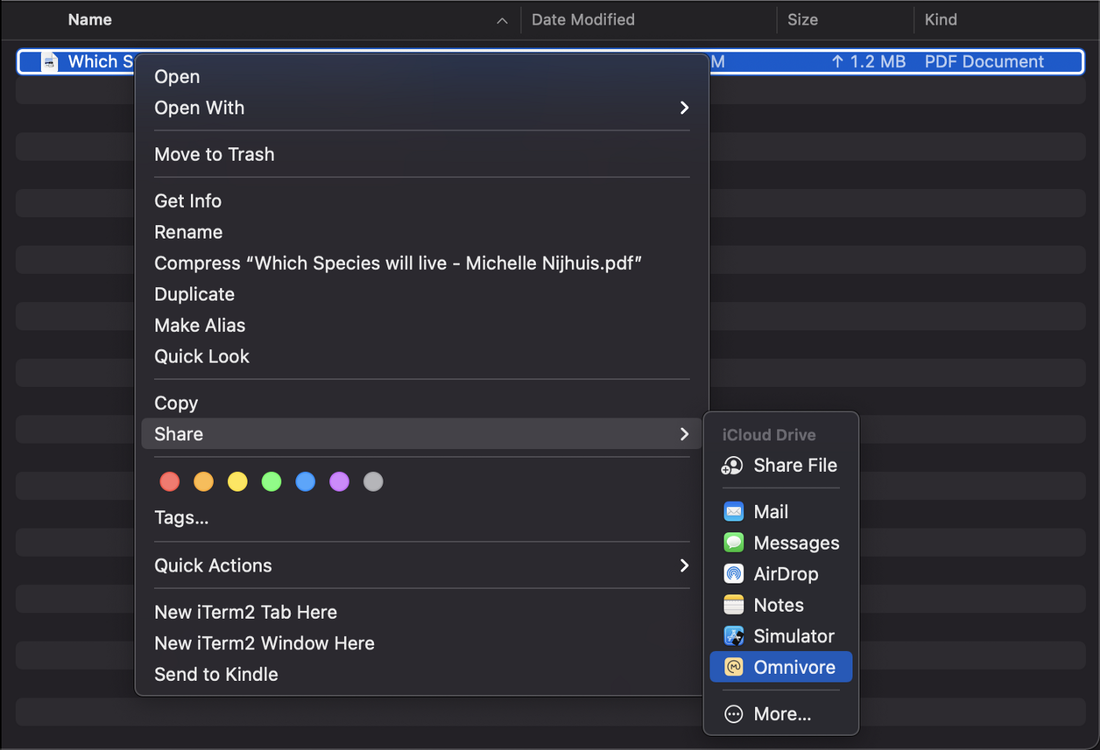 Name Date Modified Size Kind
Which S M ↑ 1.2 MB PDF Document
Open
Open With
Move to Trash
Get Info
Rename
Compress “Which Species will live - Michelle Nijhuis.pdf”
Duplicate
Make Alias
Quick Look
Copy
Share
Tags...
Quick Actions
New iTerm2 Tab Here
New iTerm2 Window Here
Send to Kindle
iCloud Drive
Share File
Mail
Messages
AirDrop
Notes
Simulator
Omnivore
More...